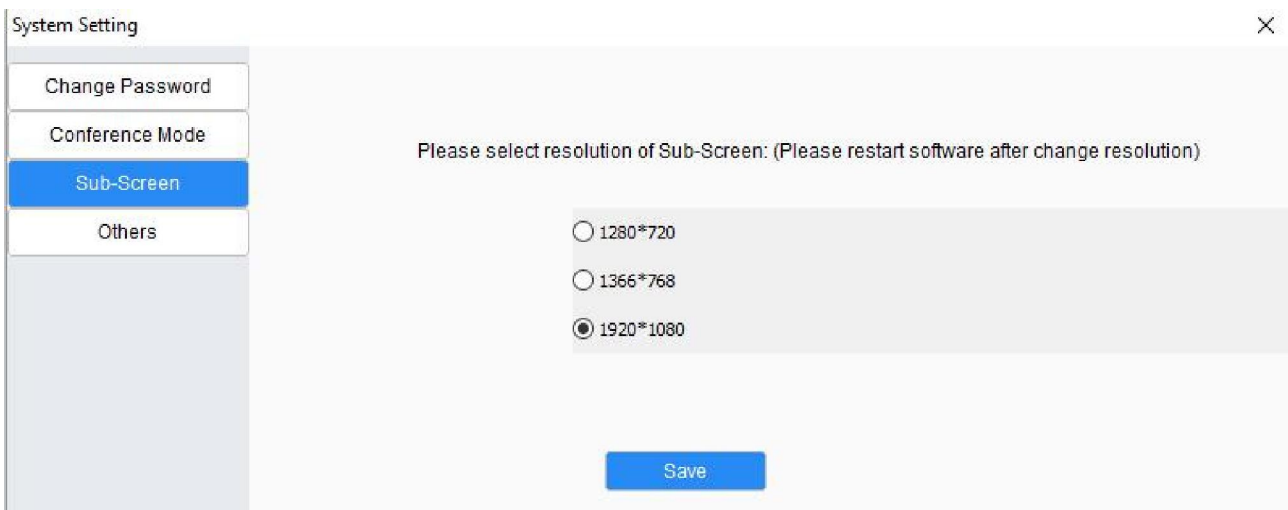 System Setting
Change Password
Conference Mode
Sub-Screen
Others
Please select resolution of Sub-Screen: (Please restart software after change resolution)
1280*720
1366*768
1920*1080
Save